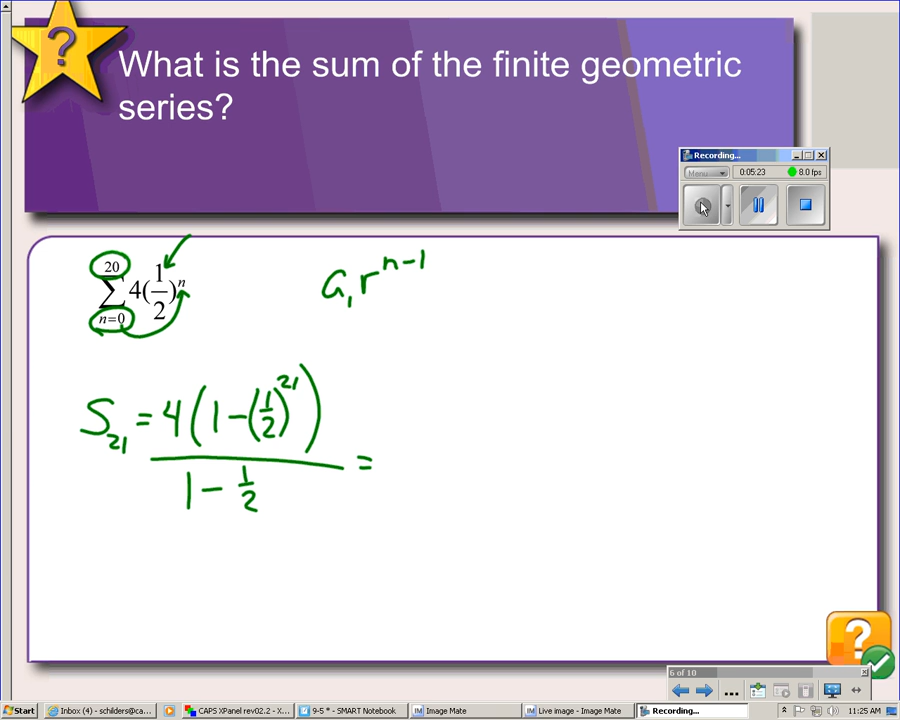 ?
What is the sum of the finite geometric
series?
Recording...
Menu
0:05:23
8.0 fps
20
∑ 4(1/2)^n
n=0
a₁r^(n-1)
S₂₁ = 4(1-(1/2)^21) / (1 - 1/2) =
?
6 of 10
...
Start
Inbox (4) - schilders@ca...
CAPS XPanel rev02.2 - X...
9-5 * - SMART Notebook
Image Mate
Live image - Image Mate
Recording...
11:25 AM